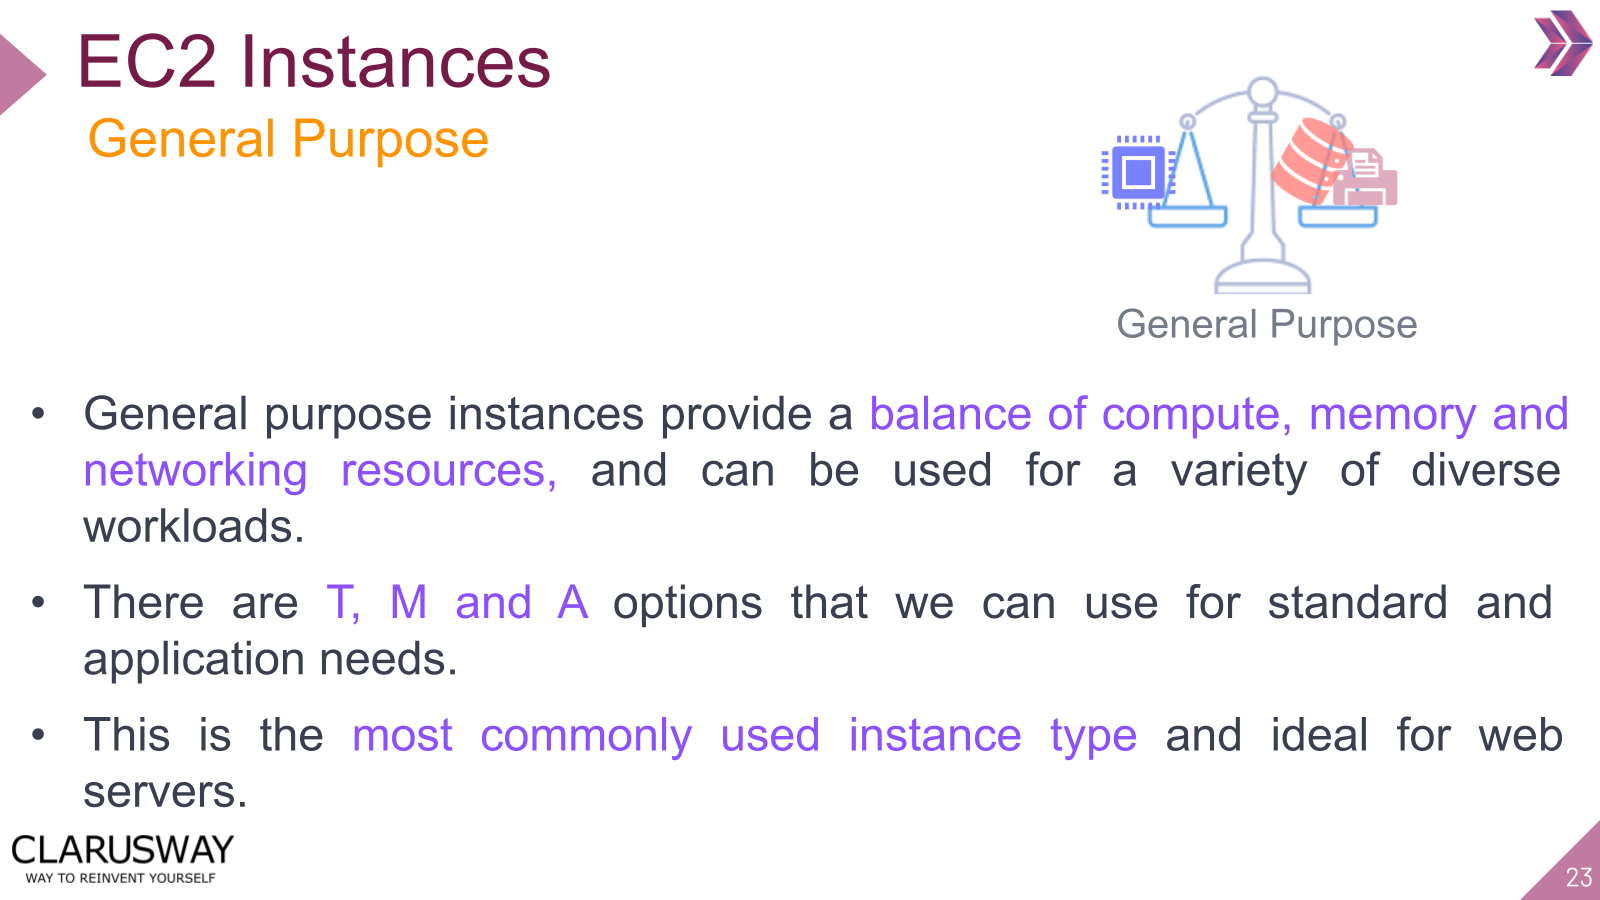 EC2 Instances
General Purpose
General Purpose
• General purpose instances provide a balance of compute, memory and
networking resources, and can be used for a variety of diverse
workloads.
• There are T, M and A options that we can use for standard and
application needs.
• This is the most commonly used instance type and ideal for web
servers.
CLARUSWAY
WAY TO REINVENT YOURSELF
23